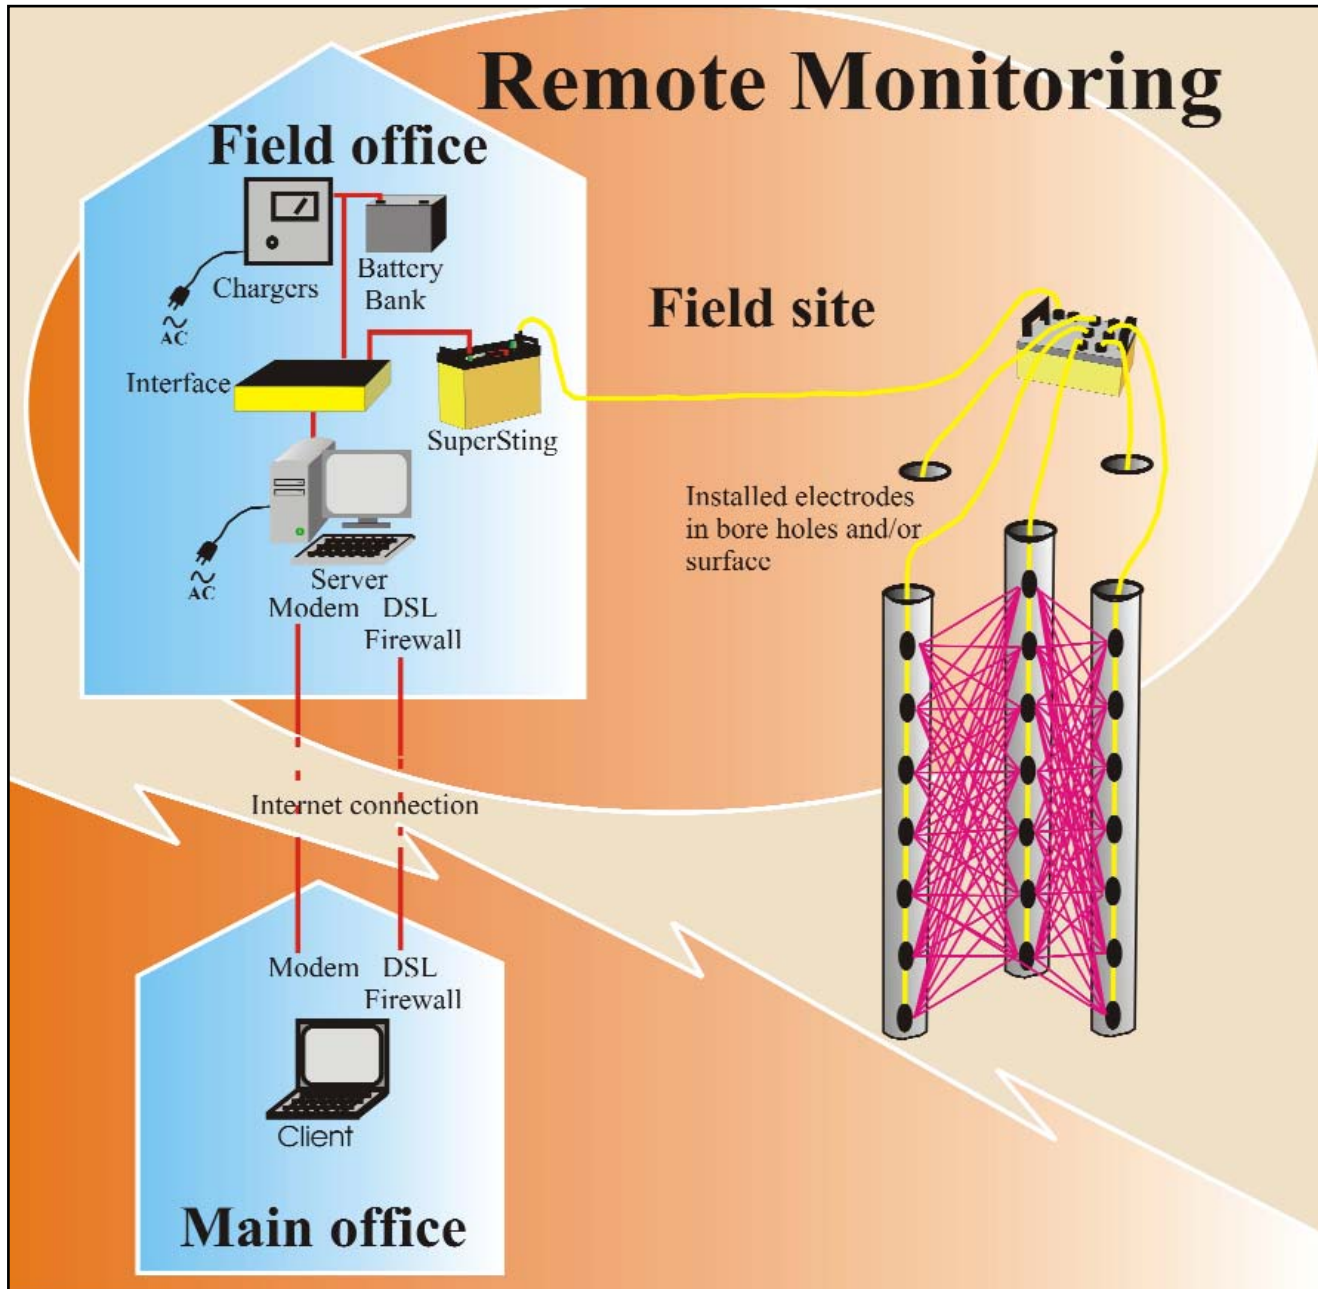 Remote Monitoring
Field office
Chargers
Battery
Bank
AC
Interface
SuperSting
Field site
Installed electrodes
in bore holes and/or
surface
AC
Server
Modem DSL
Firewall
Internet connection
Modem DSL
Firewall
Client
Main office